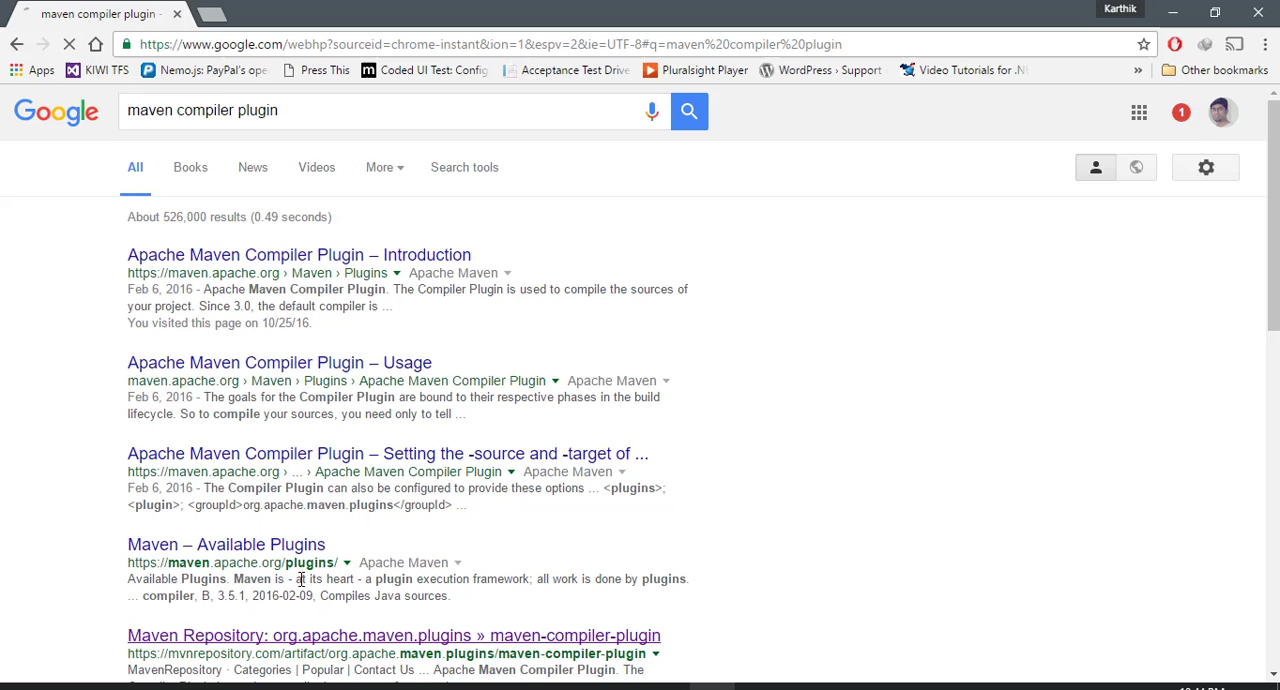 maven compiler plugin -
Karthik
https://www.google.com/webhp?sourceid=chrome-instant&ion=1&espv=2&ie=UTF-8#q=maven%20compiler%20plugin
Apps KIWI TFS Nemo.js: PayPal's ope Press This Coded UI Test: Config Acceptance Test Drive Pluralsight Player WordPress › Support Video Tutorials for .N » Other bookmarks
Google
maven compiler plugin
1
All Books News Videos More Search tools
About 526,000 results (0.49 seconds)
Apache Maven Compiler Plugin – Introduction
https://maven.apache.org › Maven › Plugins Apache Maven
Feb 6, 2016 - Apache Maven Compiler Plugin. The Compiler Plugin is used to compile the sources of
your project. Since 3.0, the default compiler is ...
You visited this page on 10/25/16.
Apache Maven Compiler Plugin – Usage
maven.apache.org › Maven › Plugins › Apache Maven Compiler Plugin Apache Maven
Feb 6, 2016 - The goals for the Compiler Plugin are bound to their respective phases in the build
lifecycle. So to compile your sources, you need only to tell ...
Apache Maven Compiler Plugin – Setting the -source and -target of ...
https://maven.apache.org › ... › Apache Maven Compiler Plugin Apache Maven
Feb 6, 2016 - The Compiler Plugin can also be configured to provide these options ... <plugins>;
<plugin>; <groupId>org.apache.maven.plugins</groupId> ...
Maven – Available Plugins
https://maven.apache.org/plugins/ Apache Maven
Available Plugins. Maven is - at its heart - a plugin execution framework; all work is done by plugins.
... compiler, B, 3.5.1, 2016-02-09, Compiles Java sources.
Maven Repository: org.apache.maven.plugins » maven-compiler-plugin
https://mvnrepository.com/artifact/org.apache.maven.plugins/maven-compiler-plugin
MavenRepository · Categories | Popular | Contact Us ... Apache Maven Compiler Plugin. The